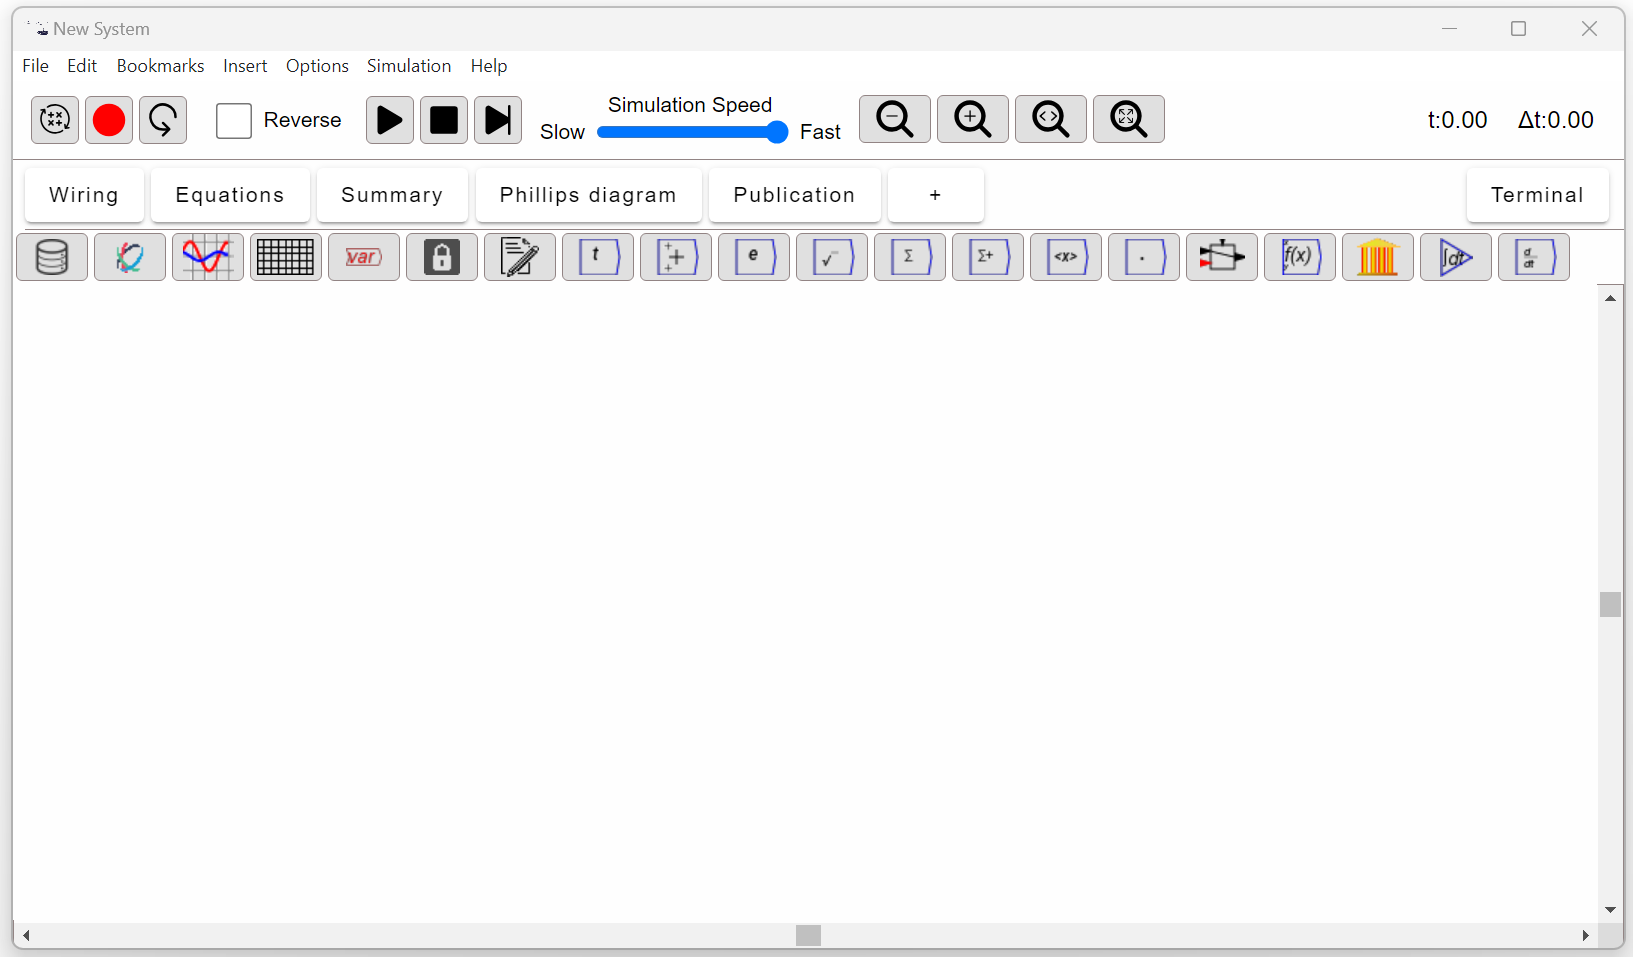 New System
File Edit Bookmarks Insert Options Simulation Help
Reverse
Simulation Speed
Slow Fast
t:0.00 Δt:0.00
Wiring Equations Summary Phillips diagram Publication + Terminal
var t + e √ Σ Σ+ <x> . f(x) ∫dt d/dt